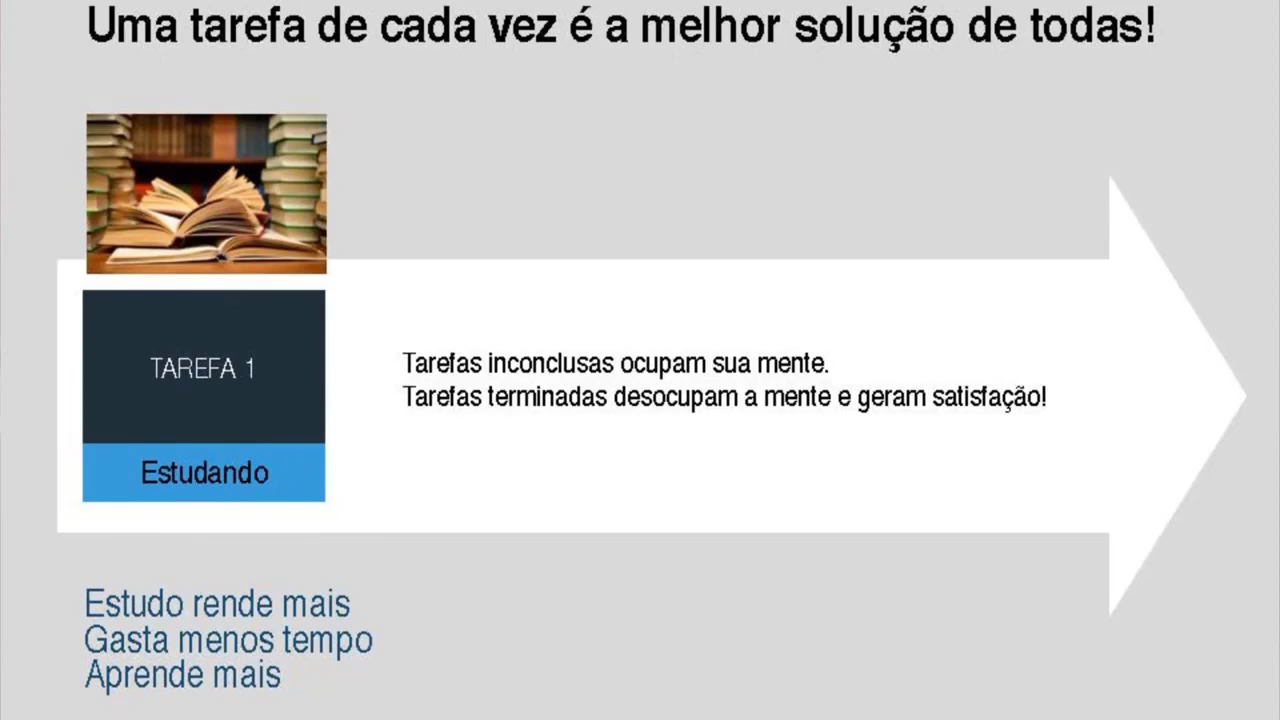 Uma tarefa de cada vez é a melhor solução de todas!
TAREFA 1
Estudando
Tarefas inconclusas ocupam sua mente.
Tarefas terminadas desocupam a mente e geram satisfação!
Estudo rende mais
Gasta menos tempo
Aprende mais